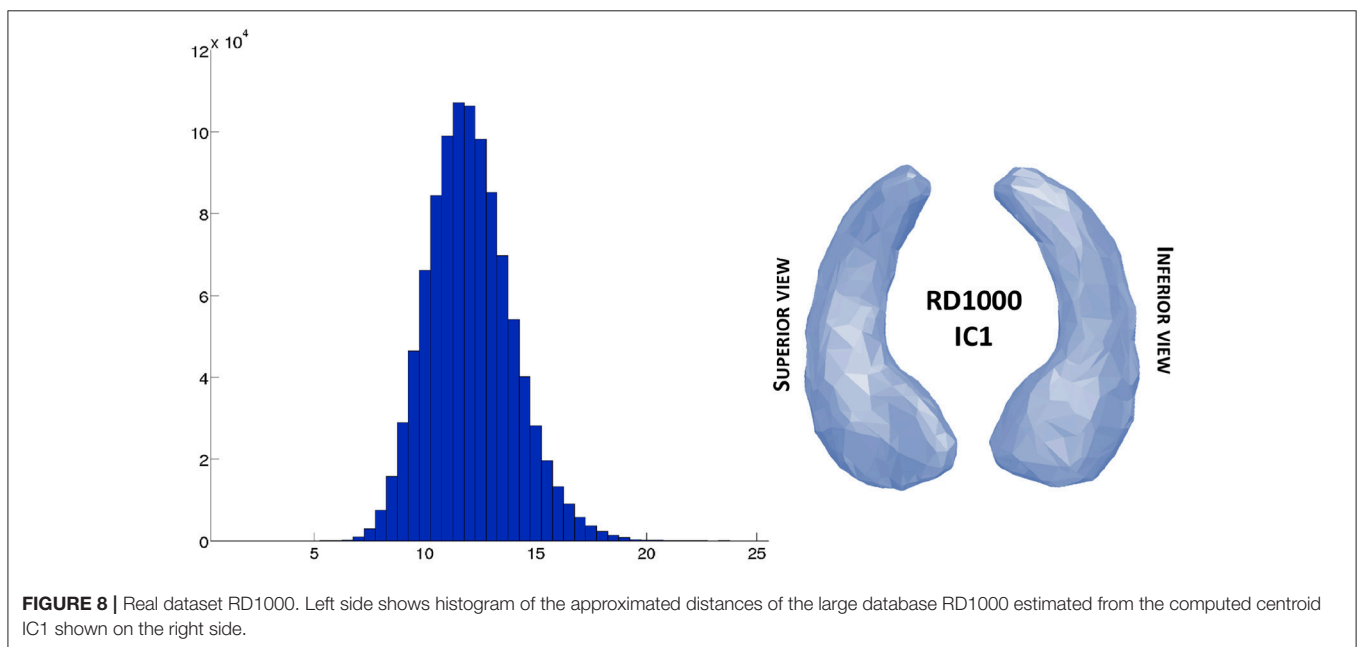 12 x 10⁴
10
8
6
4
2
0
5 10 15 20 25
SUPERIOR VIEW
RD1000
IC1
INFERIOR VIEW
FIGURE 8 | Real dataset RD1000. Left side shows histogram of the approximated distances of the large database RD1000 estimated from the computed centroid
IC1 shown on the right side.